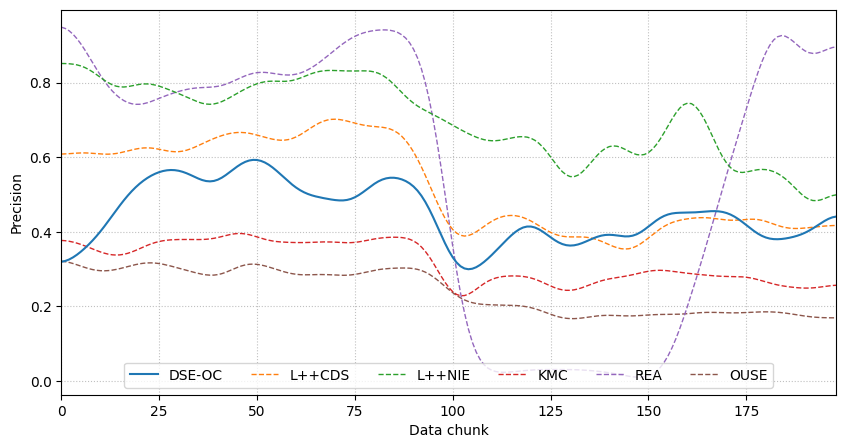 Precision
0.8
0.6
0.4
0.2
0.0
DSE-OC L++CDS L++NIE KMC REA OUSE
0 25 50 75 100 125 150 175
Data chunk